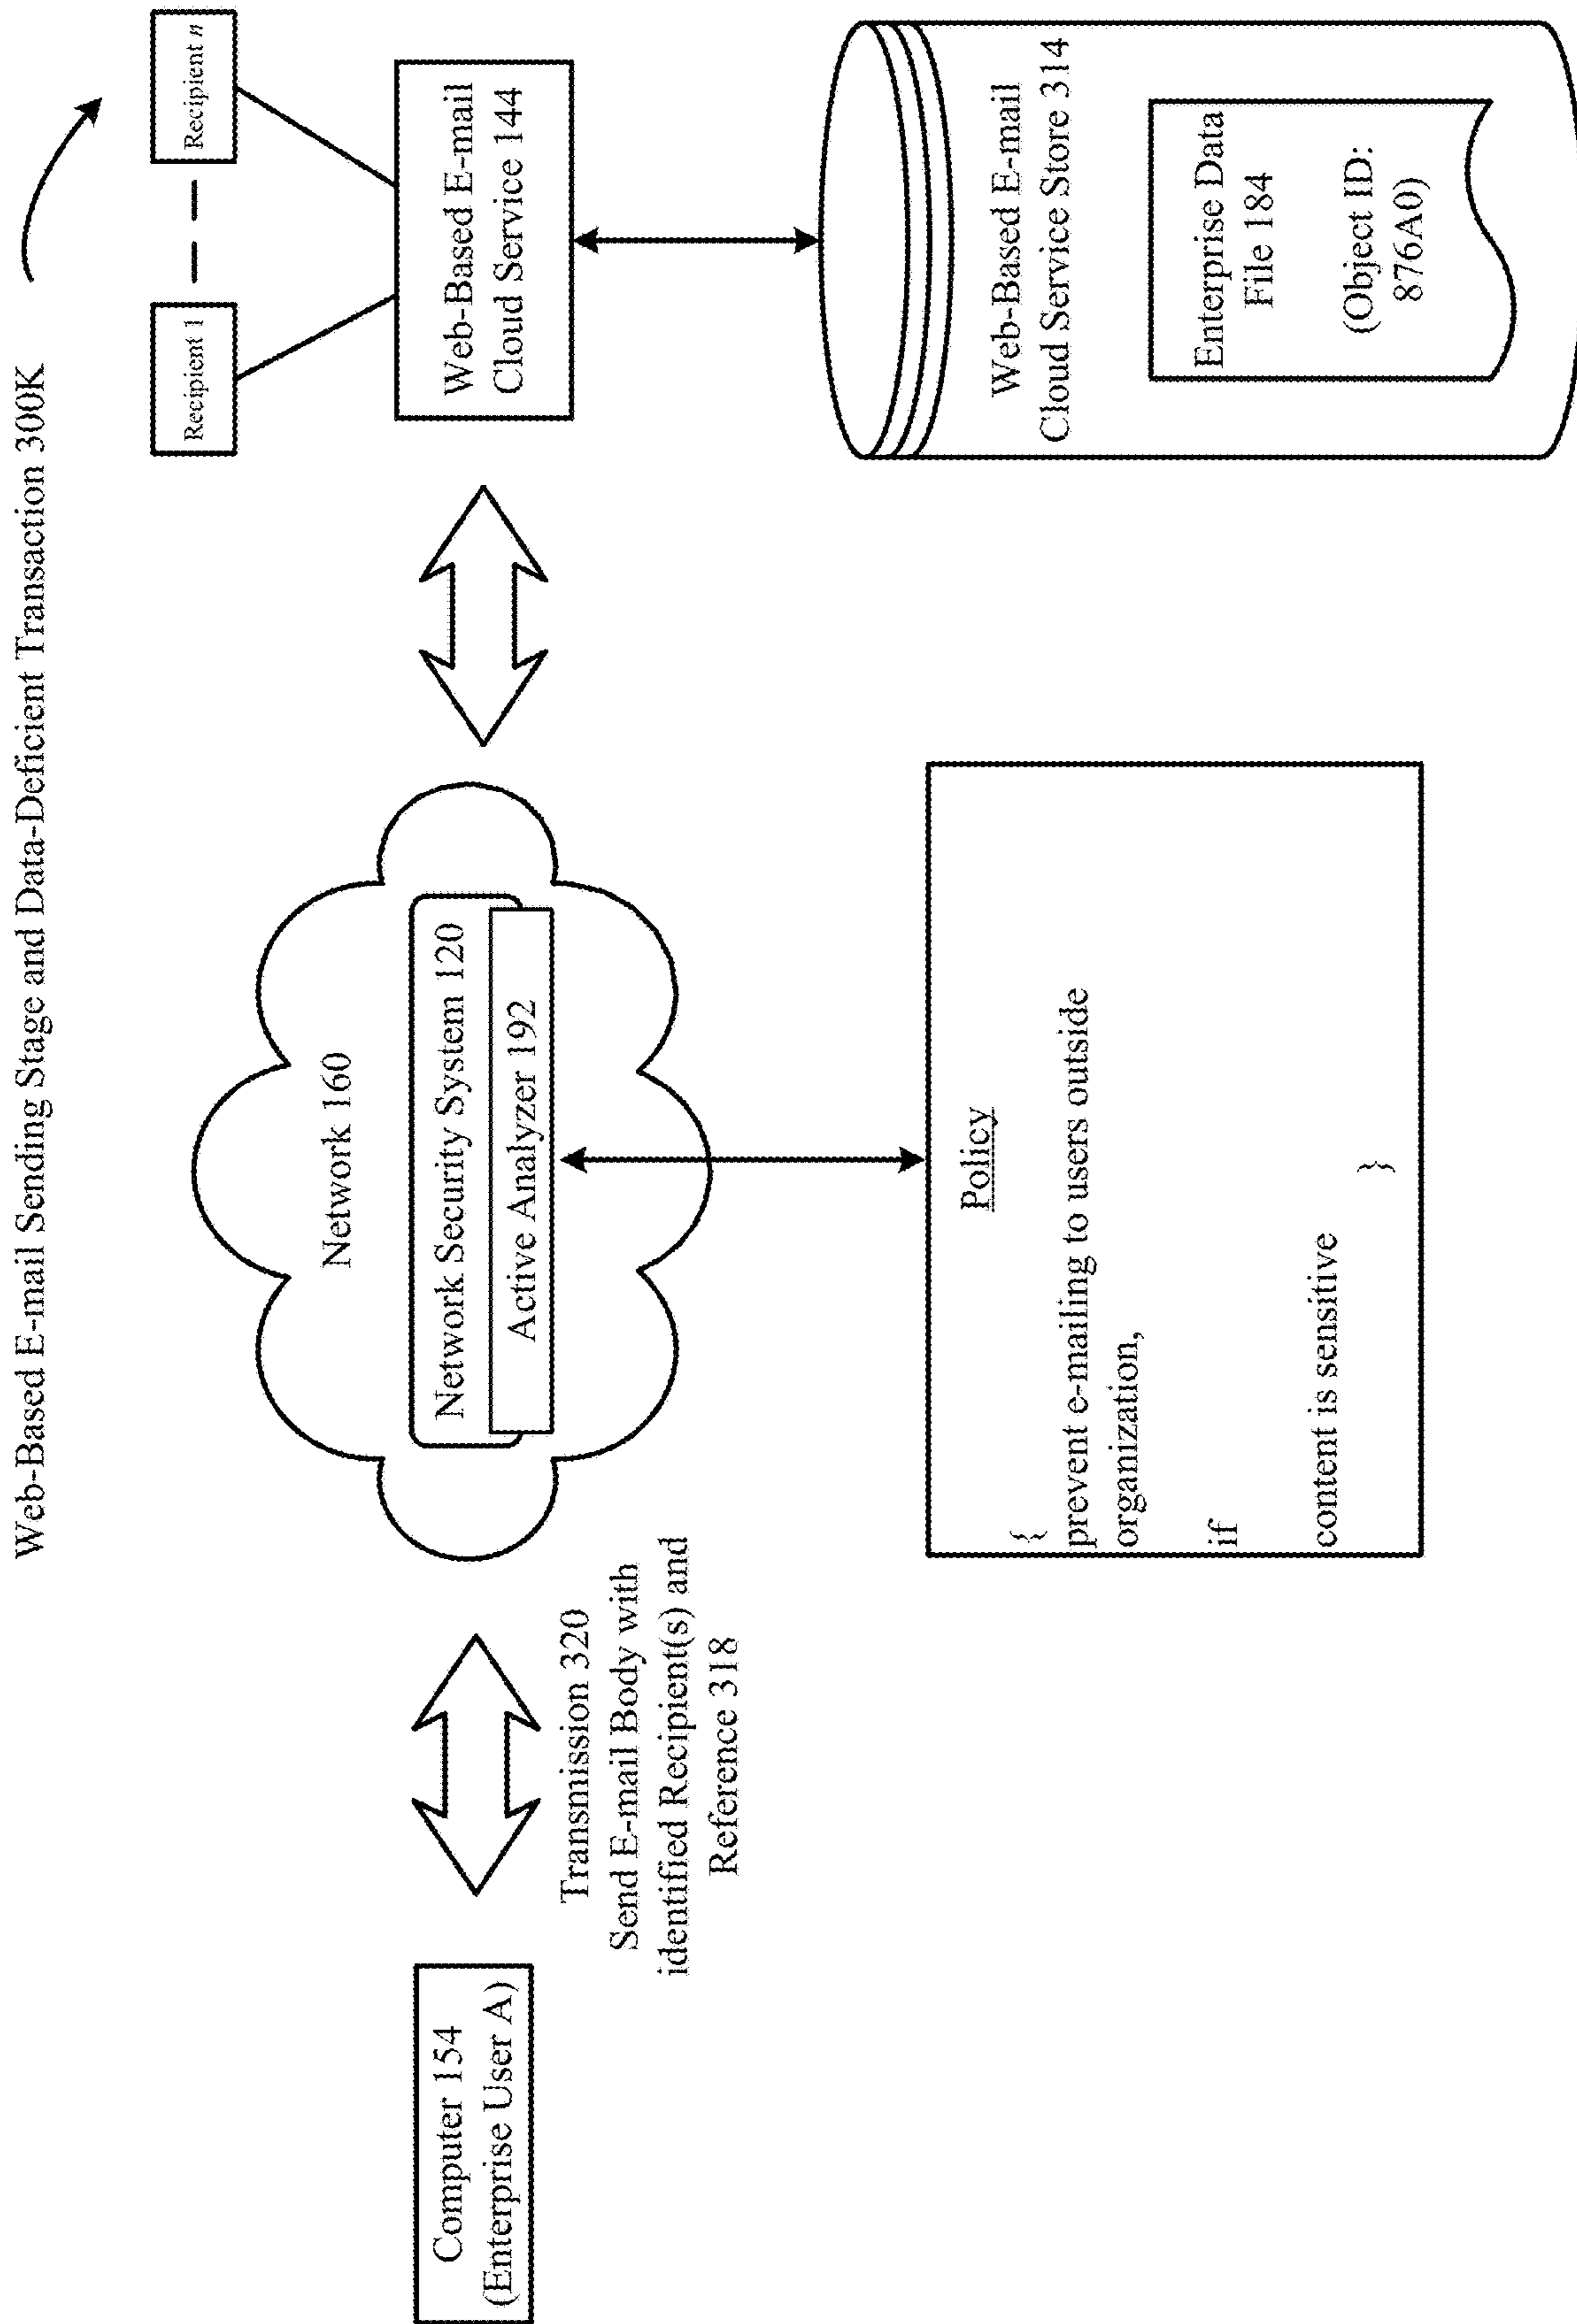 Web-Based E-mail Sending Stage and Data-Deficient Transaction 300K
Computer 154
(Enterprise User A)
Transmission 320
Send E-mail Body with
identified Recipient(s) and
Reference 318
Network 160
Network Security System 120
Active Analyzer 192
Policy
{
prevent e-mailing to users outside
organization,
if
content is sensitive
}
Recipient 1
Recipient n
Web-Based E-mail
Cloud Service 144
Web-Based E-mail
Cloud Service Store 314
Enterprise Data
File 184
(Object ID:
876A0)